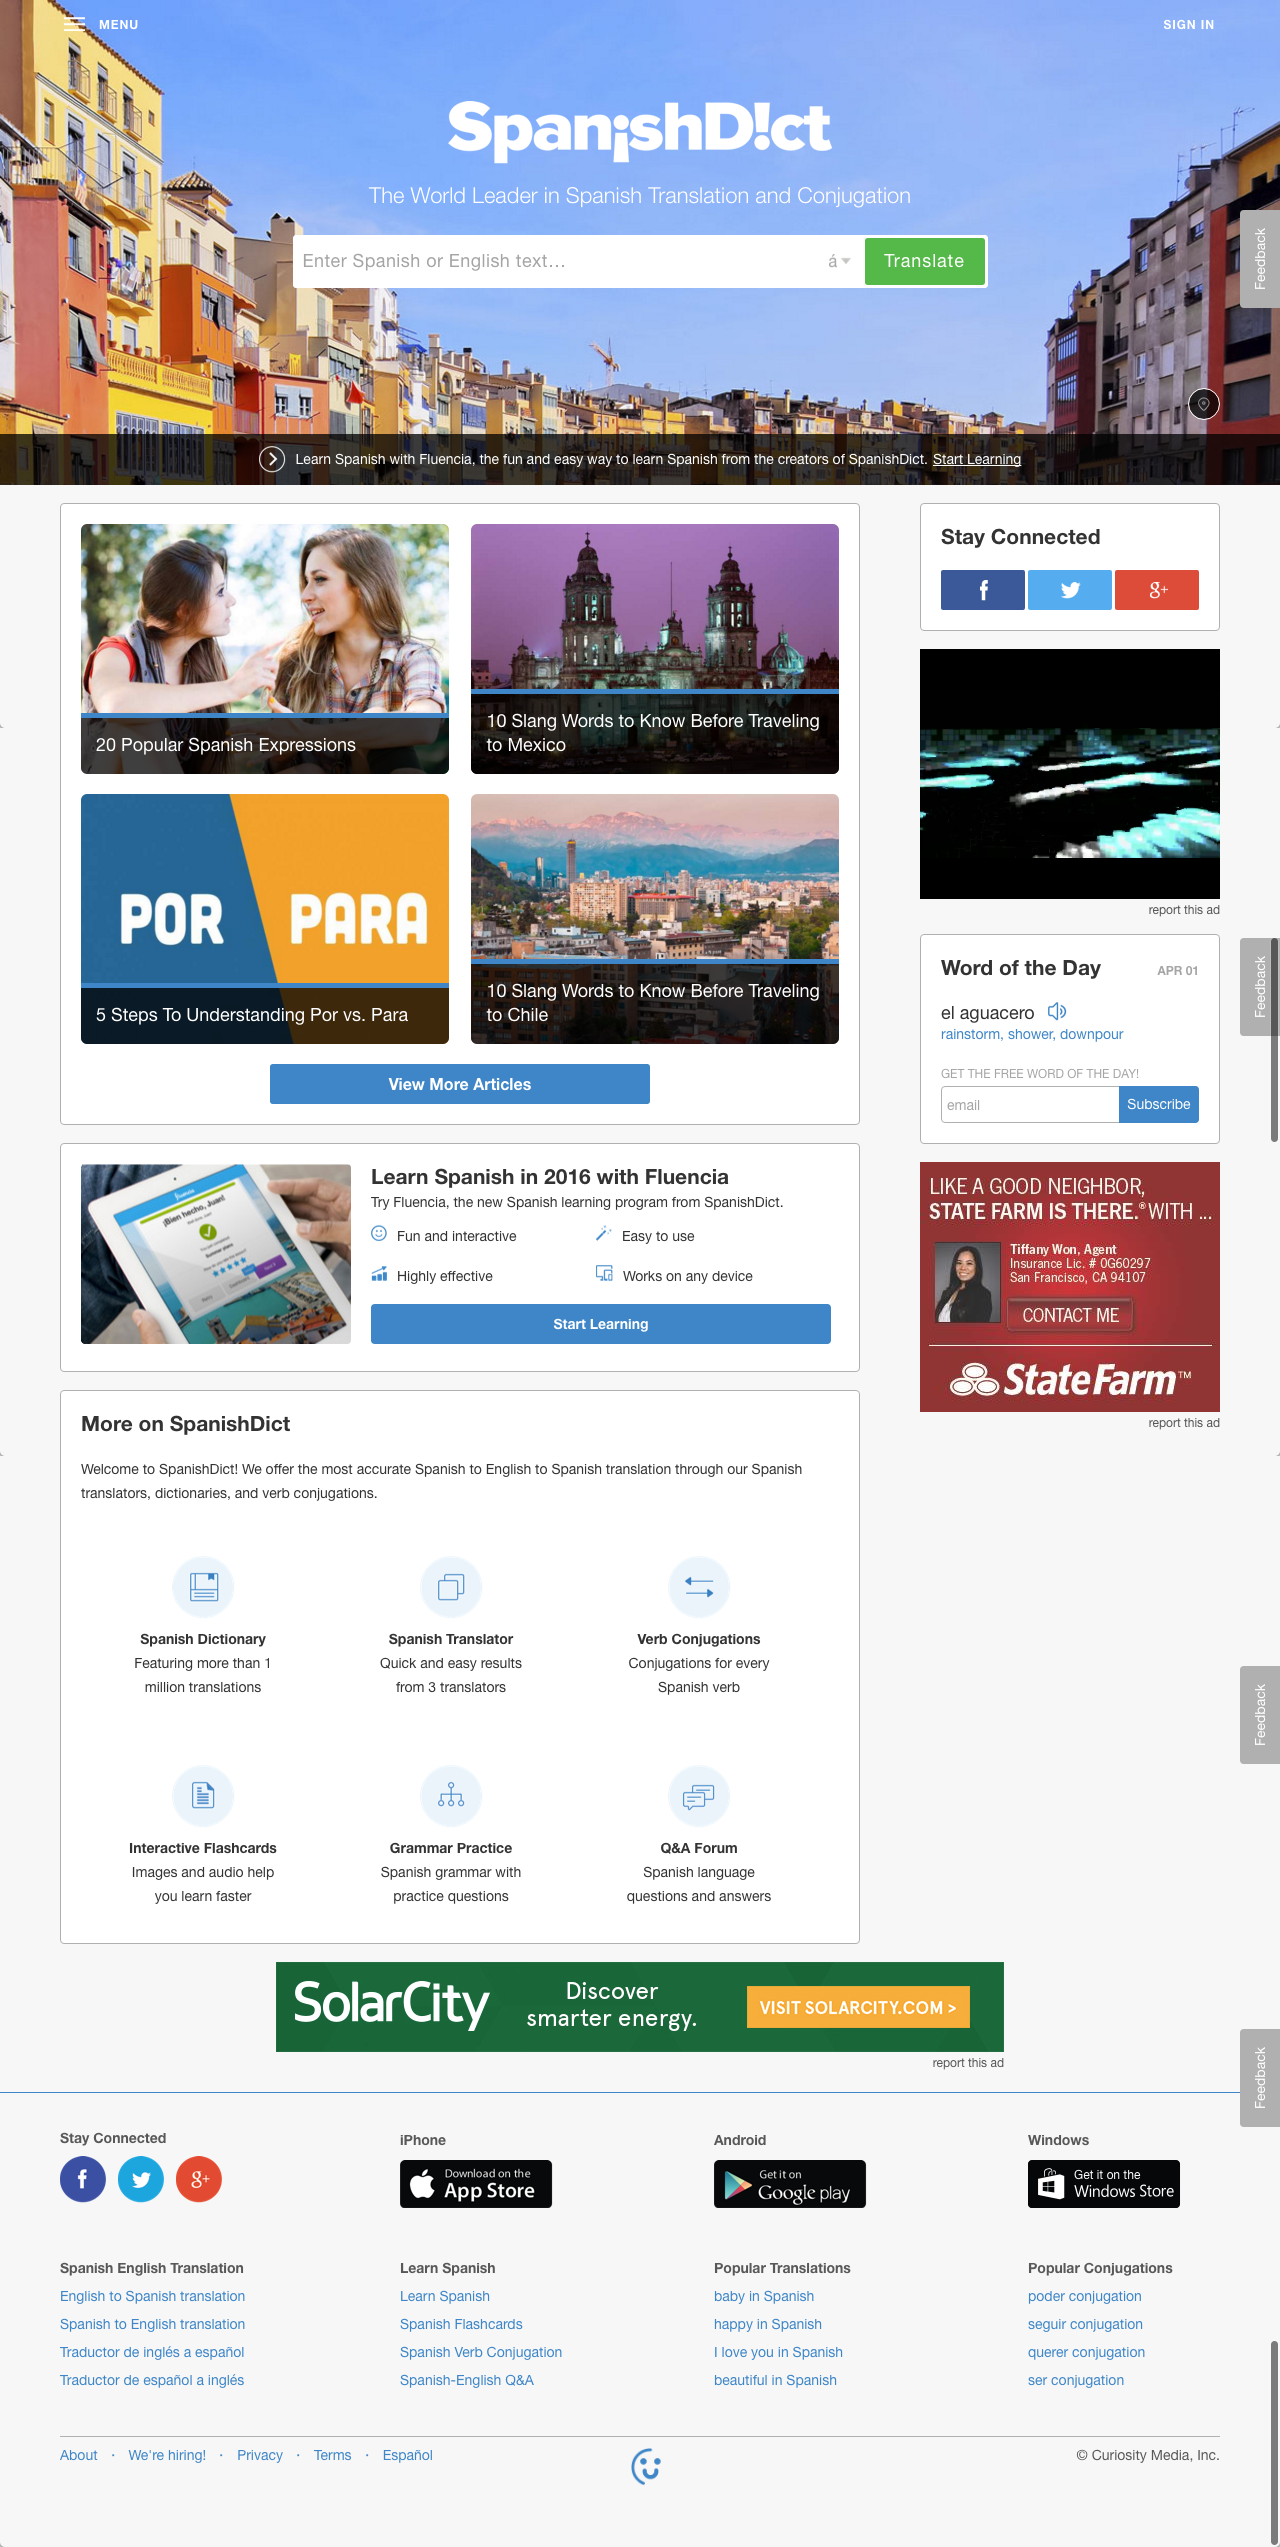 MENU
SIGN IN
SpanishD!ct
The World Leader in Spanish Translation and Conjugation
Enter Spanish or English text...
á
Translate
Feedback
Learn Spanish with Fluencia, the fun and easy way to learn Spanish from the creators of SpanishDict. Start Learning
20 Popular Spanish Expressions
10 Slang Words to Know Before Traveling
to Mexico
POR
PARA
5 Steps To Understanding Por vs. Para
10 Slang Words to Know Before Traveling
to Chile
View More Articles
Stay Connected
report this ad
Word of the Day
APR 01
el aguacero
rainstorm, shower, downpour
GET THE FREE WORD OF THE DAY!
email
Subscribe
Feedback
fluencia
¡Bien hecho, Juan!
Learn Spanish in 2016 with Fluencia
Try Fluencia, the new Spanish learning program from SpanishDict.
Fun and interactive
Easy to use
Highly effective
Works on any device
Start Learning
LIKE A GOOD NEIGHBOR,
STATE FARM IS THERE.® WITH ...
Tiffany Won, Agent
Insurance Lic. # 0G60297
San Francisco, CA 94107
CONTACT ME
StateFarm™
report this ad
More on SpanishDict
Welcome to SpanishDict! We offer the most accurate Spanish to English to Spanish translation through our Spanish
translators, dictionaries, and verb conjugations.
Spanish Dictionary
Featuring more than 1
million translations
Spanish Translator
Quick and easy results
from 3 translators
Verb Conjugations
Conjugations for every
Spanish verb
Feedback
Interactive Flashcards
Images and audio help
you learn faster
Grammar Practice
Spanish grammar with
practice questions
Q&A Forum
Spanish language
questions and answers
SolarCity
Discover
smarter energy.
VISIT SOLARCITY.COM >
report this ad
Feedback
Stay Connected
iPhone
Download on the
App Store
Android
Get it on
Google play
Windows
Get it on the
Windows Store
Spanish English Translation
English to Spanish translation
Spanish to English translation
Traductor de inglés a español
Traductor de español a inglés
Learn Spanish
Learn Spanish
Spanish Flashcards
Spanish Verb Conjugation
Spanish-English Q&A
Popular Translations
baby in Spanish
happy in Spanish
I love you in Spanish
beautiful in Spanish
Popular Conjugations
poder conjugation
seguir conjugation
querer conjugation
ser conjugation
About · We're hiring! · Privacy · Terms · Español
© Curiosity Media, Inc.